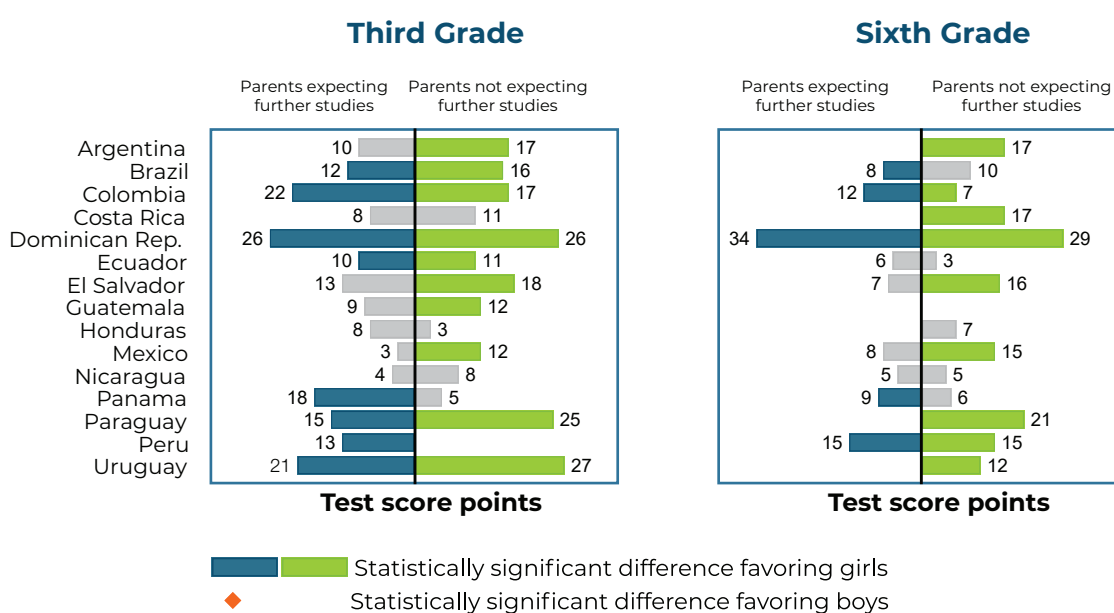 Third Grade
Sixth Grade
Parents expecting further studies
Parents not expecting further studies
Parents expecting further studies
Parents not expecting further studies
Argentina 10 17 17
Brazil 12 16 8 10
Colombia 22 17 12 7
Costa Rica 8 11 17
Dominican Rep. 26 26 34 29
Ecuador 10 11 6 3
El Salvador 13 18 7 16
Guatemala 9 12
Honduras 8 3 7
Mexico 3 12 8 15
Nicaragua 4 8 5 5
Panama 18 5 9 6
Paraguay 15 25 21
Peru 13 15 15
Uruguay 21 27 12
Test score points
Test score points
Statistically significant difference favoring girls
Statistically significant difference favoring boys